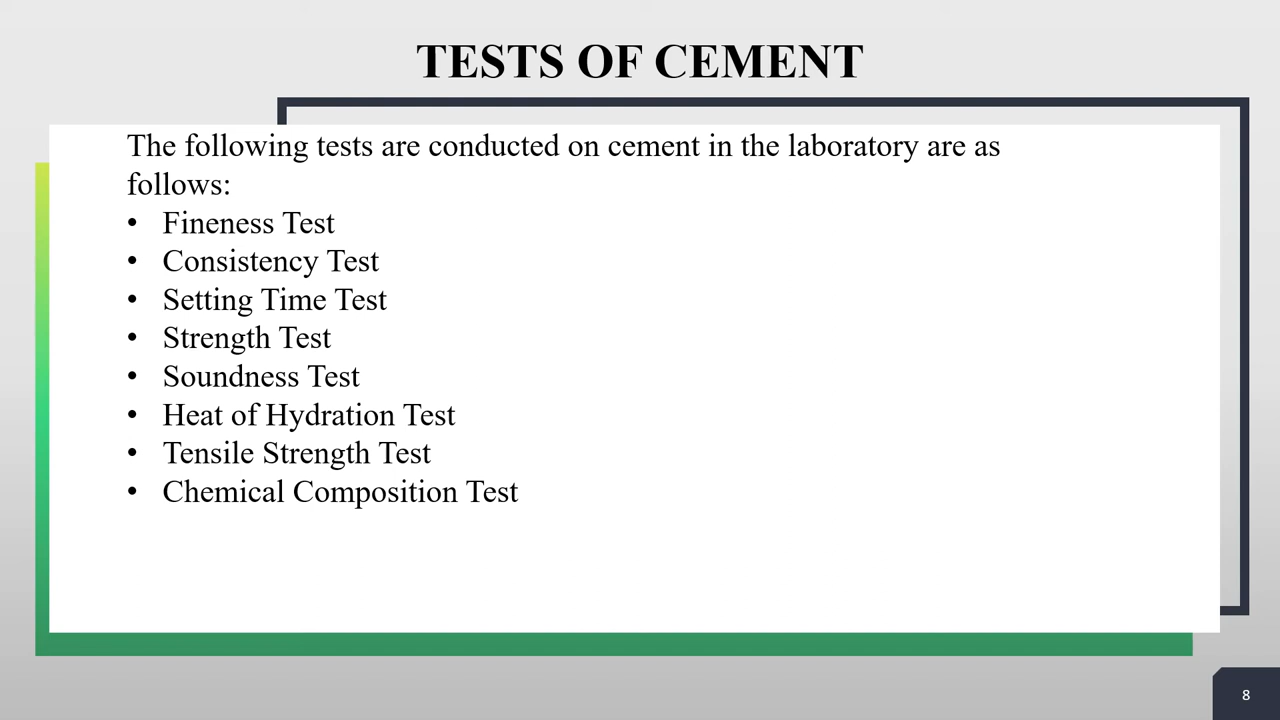 TESTS OF CEMENT
The following tests are conducted on cement in the laboratory are as
follows:
• Fineness Test
• Consistency Test
• Setting Time Test
• Strength Test
• Soundness Test
• Heat of Hydration Test
• Tensile Strength Test
• Chemical Composition Test
8